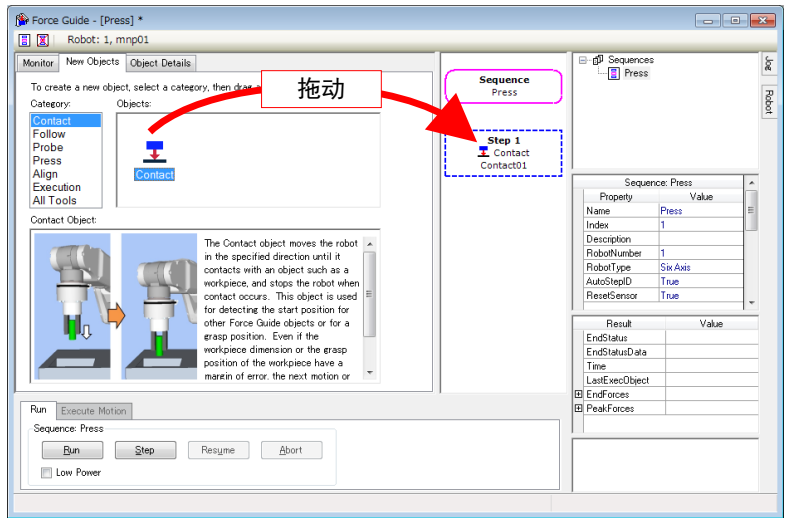 Force Guide - [Press] *
Robot: 1, mnp01
Monitor
New Objects
Object Details
To create a new object, select a category, then drag
Category:
Objects:
Contact
Follow
Probe
Press
Align
Execution
All Tools
Contact
拖动
Contact Object:
The Contact object moves the robot
in the specified direction until it
contacts with an object such as a
workpiece, and stops the robot when
contact occurs. This object is used
for detecting the start position for
other Force Guide objects or for a
grasp position. Even if the
workpiece dimension or the grasp
position of the workpiece have a
margin of error, the next motion or
Sequence
Press
Step 1
Contact
Contact01
Sequences
Press
Jog
Robot
Sequence: Press
Property Value
Name Press
Index 1
Description
RobotNumber 1
RobotType Six Axis
AutoStepID True
ResetSensor True
Result Value
EndStatus
EndStatusData
Time
LastExecObject
EndForces
PeakForces
Run
Execute Motion
Sequence: Press
Run
Step
Resume
Abort
Low Power